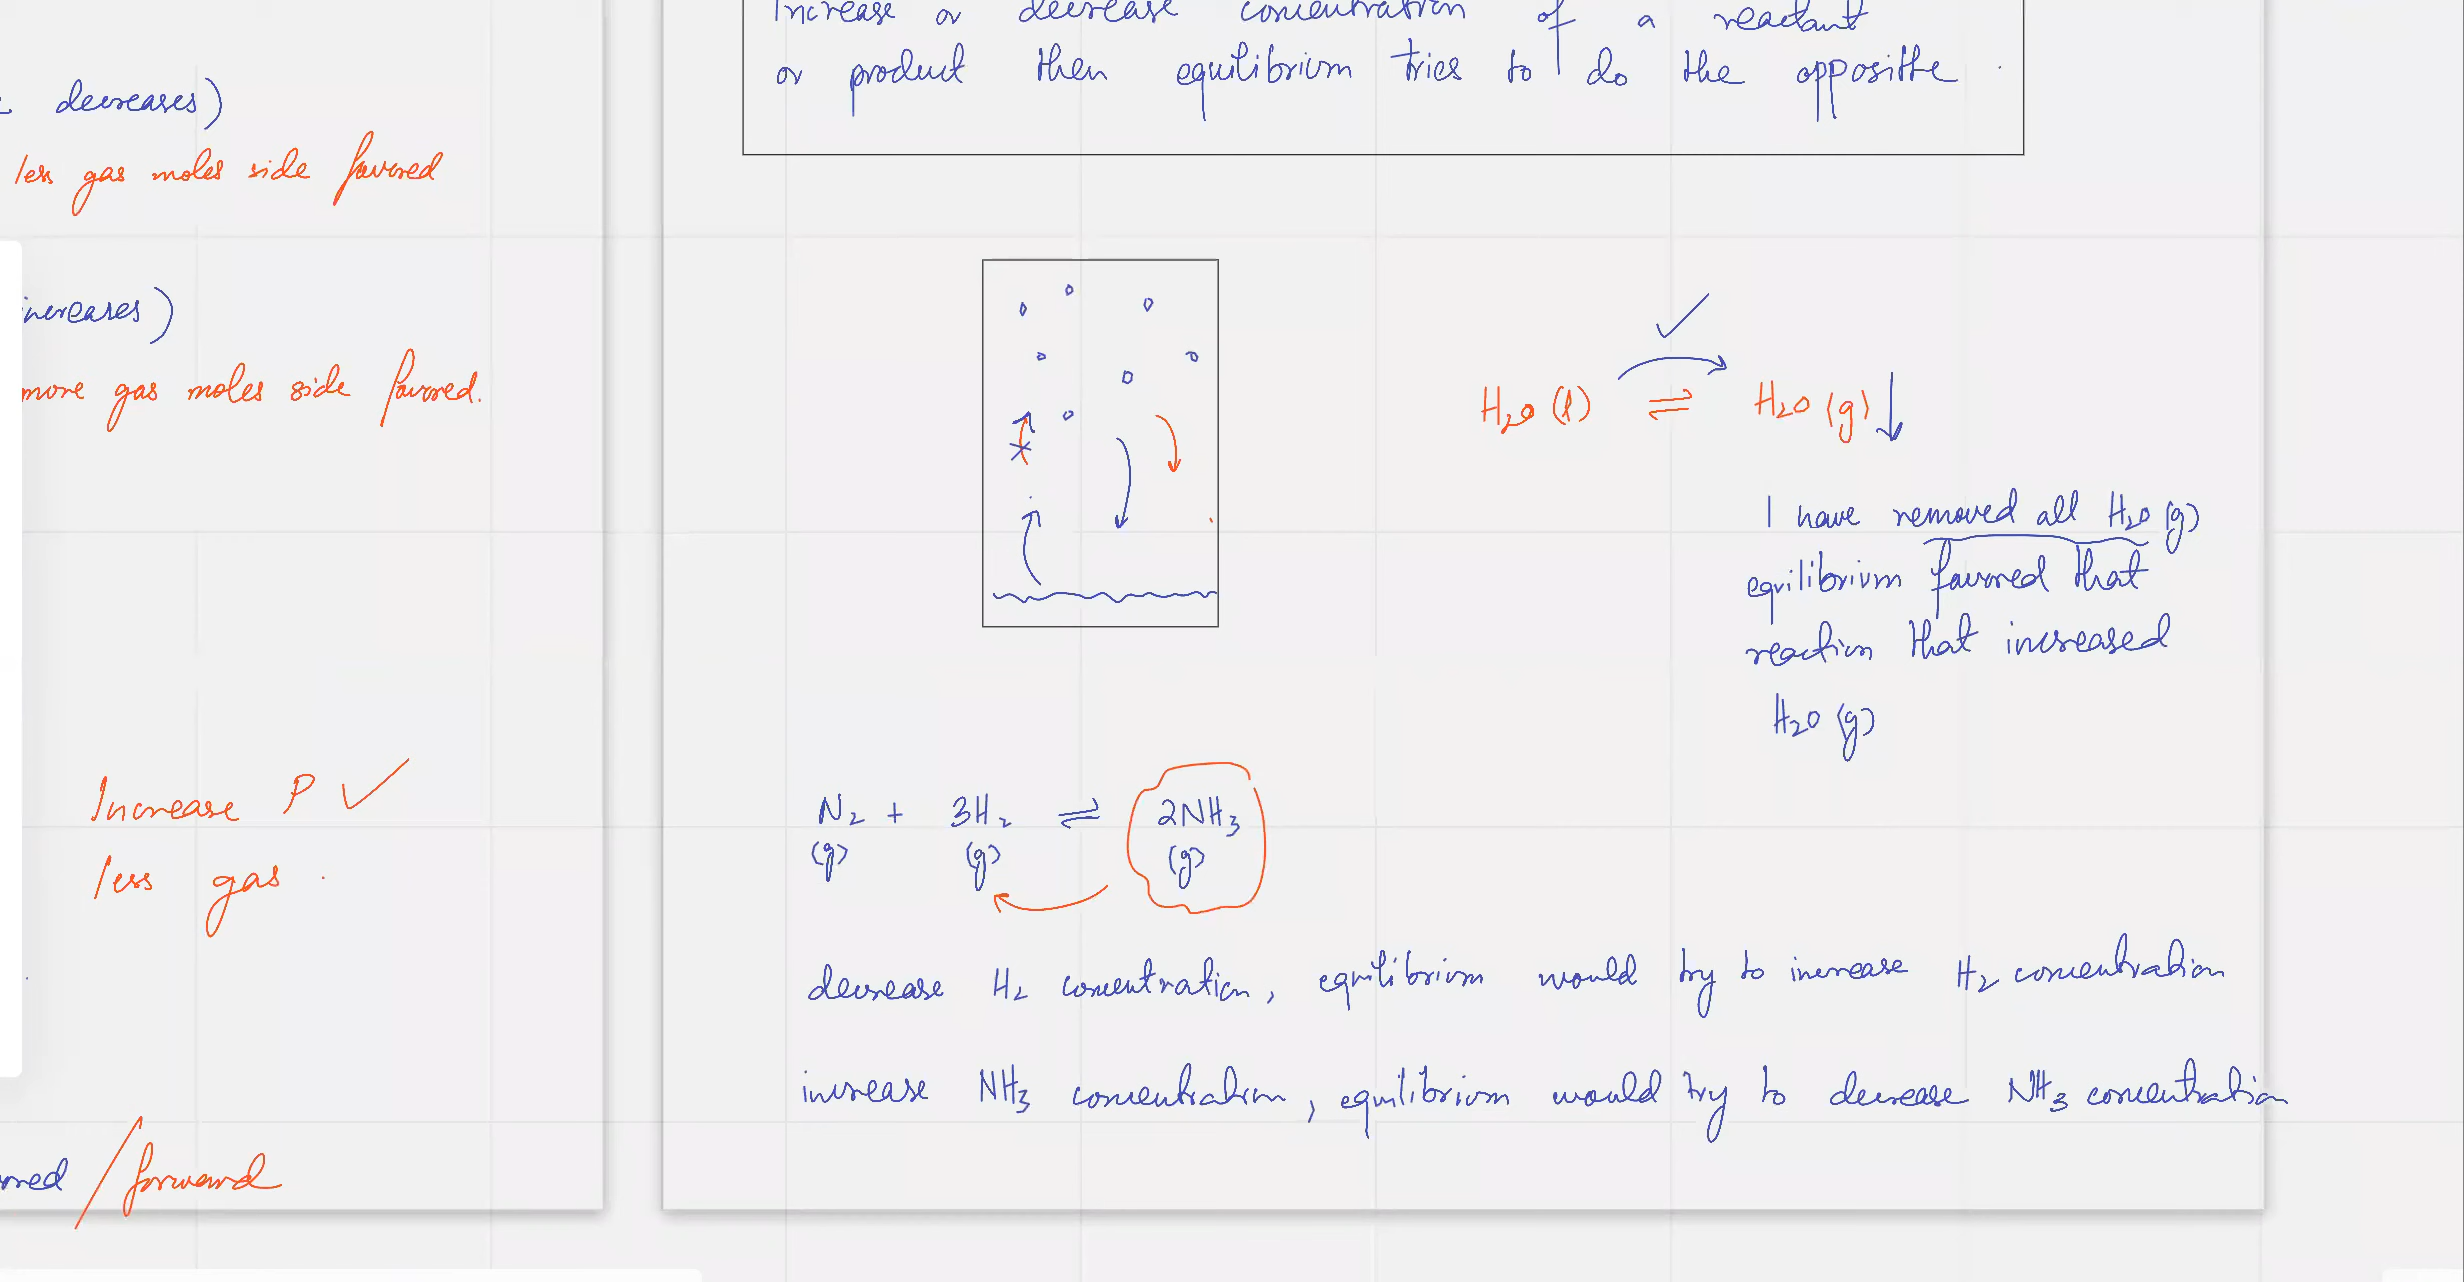 decreases)
less gas moles side favored
increases)
more gas moles side favored.
Increase P ✓
less gas .
/forward
Increase or decrease concentration of a reactant
or product then equilibrium tries to do the oppositte .
H₂O (l) ⇌ H₂O (g) ↓
I have removed all H₂O (g)
equilibrium favored that
reaction that increased
H₂O (g)
N₂ + 3H₂ ⇌ 2NH₃
(g) (g) (g)
decrease H₂ concentration, equilibrium would try to increase H₂ concentration
increase NH₃ concentration, equilibrium would try to decrease NH₃ concentration